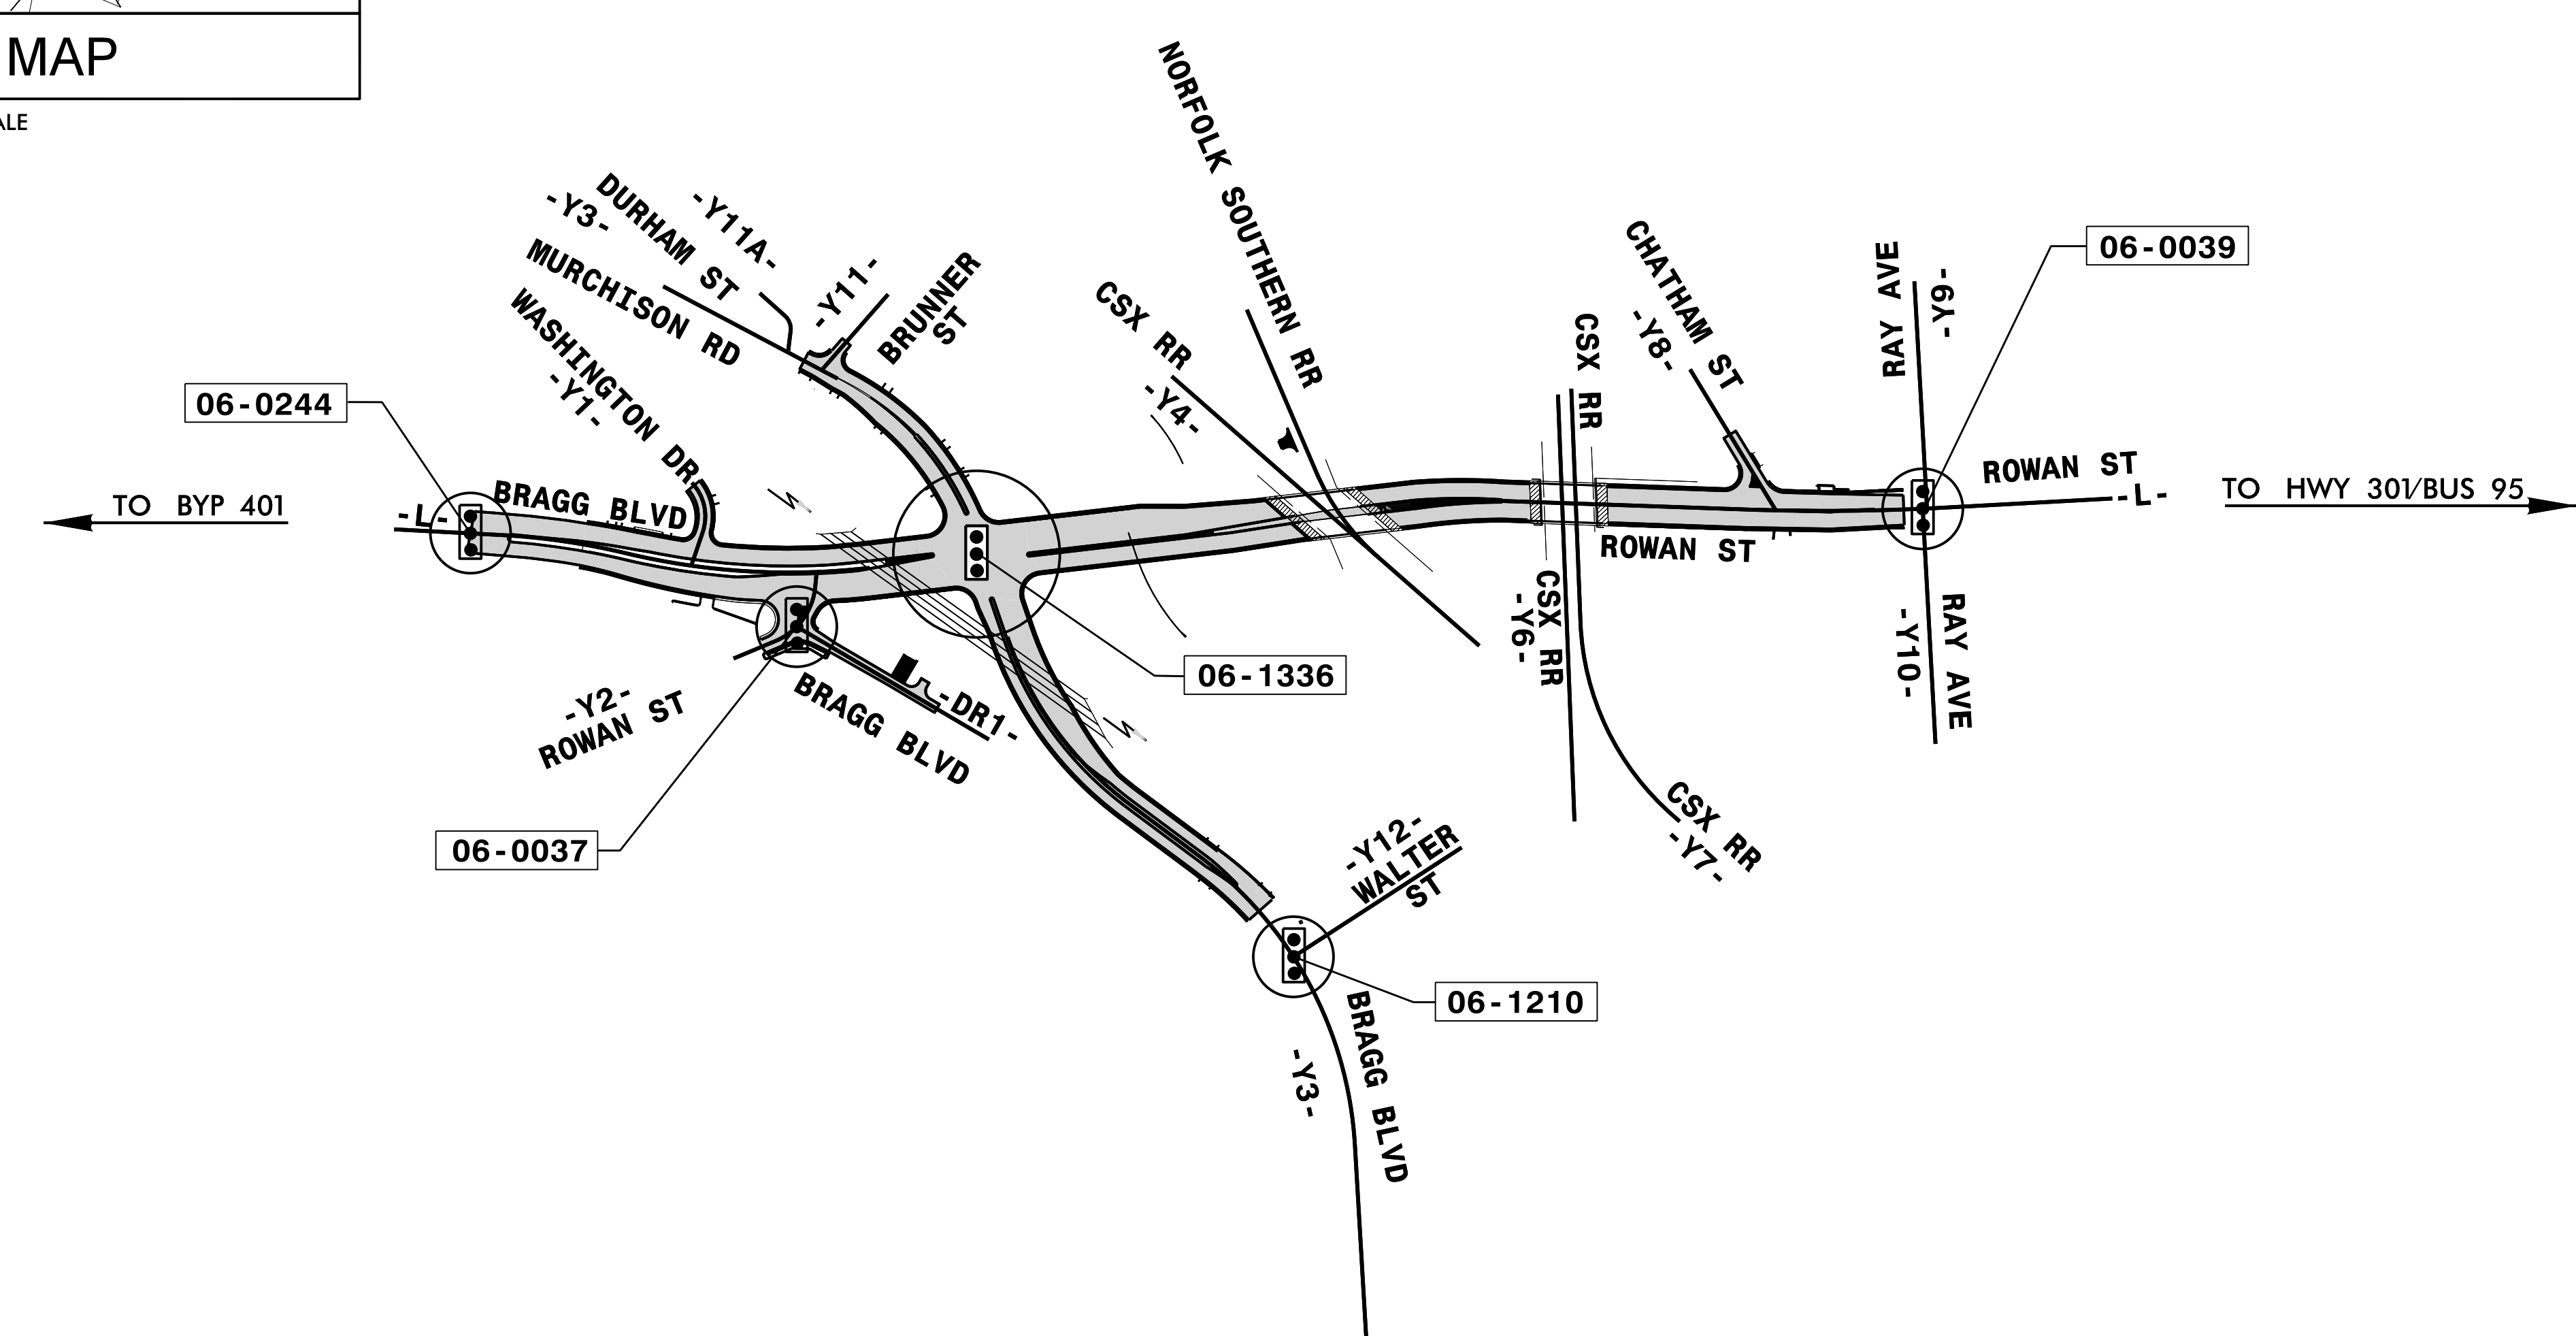 MAP
ALE
NORFOLK SOUTHERN RR
DURHAM ST
-Y3-
-Y11A-
MURCHISON RD
-Y11-
BRUNNER
ST
WASHINGTON DR.
-Y1-
CSX RR
-Y4-
CHATHAM ST
-Y8-
CSX RR
RAY AVE
-Y9-
06-0039
06-0244
BRAGG BLVD
-L-
TO BYP 401
ROWAN ST
-L-
TO HWY 301/BUS 95
ROWAN ST
CSX RR
-Y6-
RAY AVE
-Y10-
06-1336
-Y2-
ROWAN ST
BRAGG BLVD
-DR1-
06-0037
CSX RR
-Y7-
-Y12-
WALTER
ST
06-1210
BRAGG BLVD
-Y3-